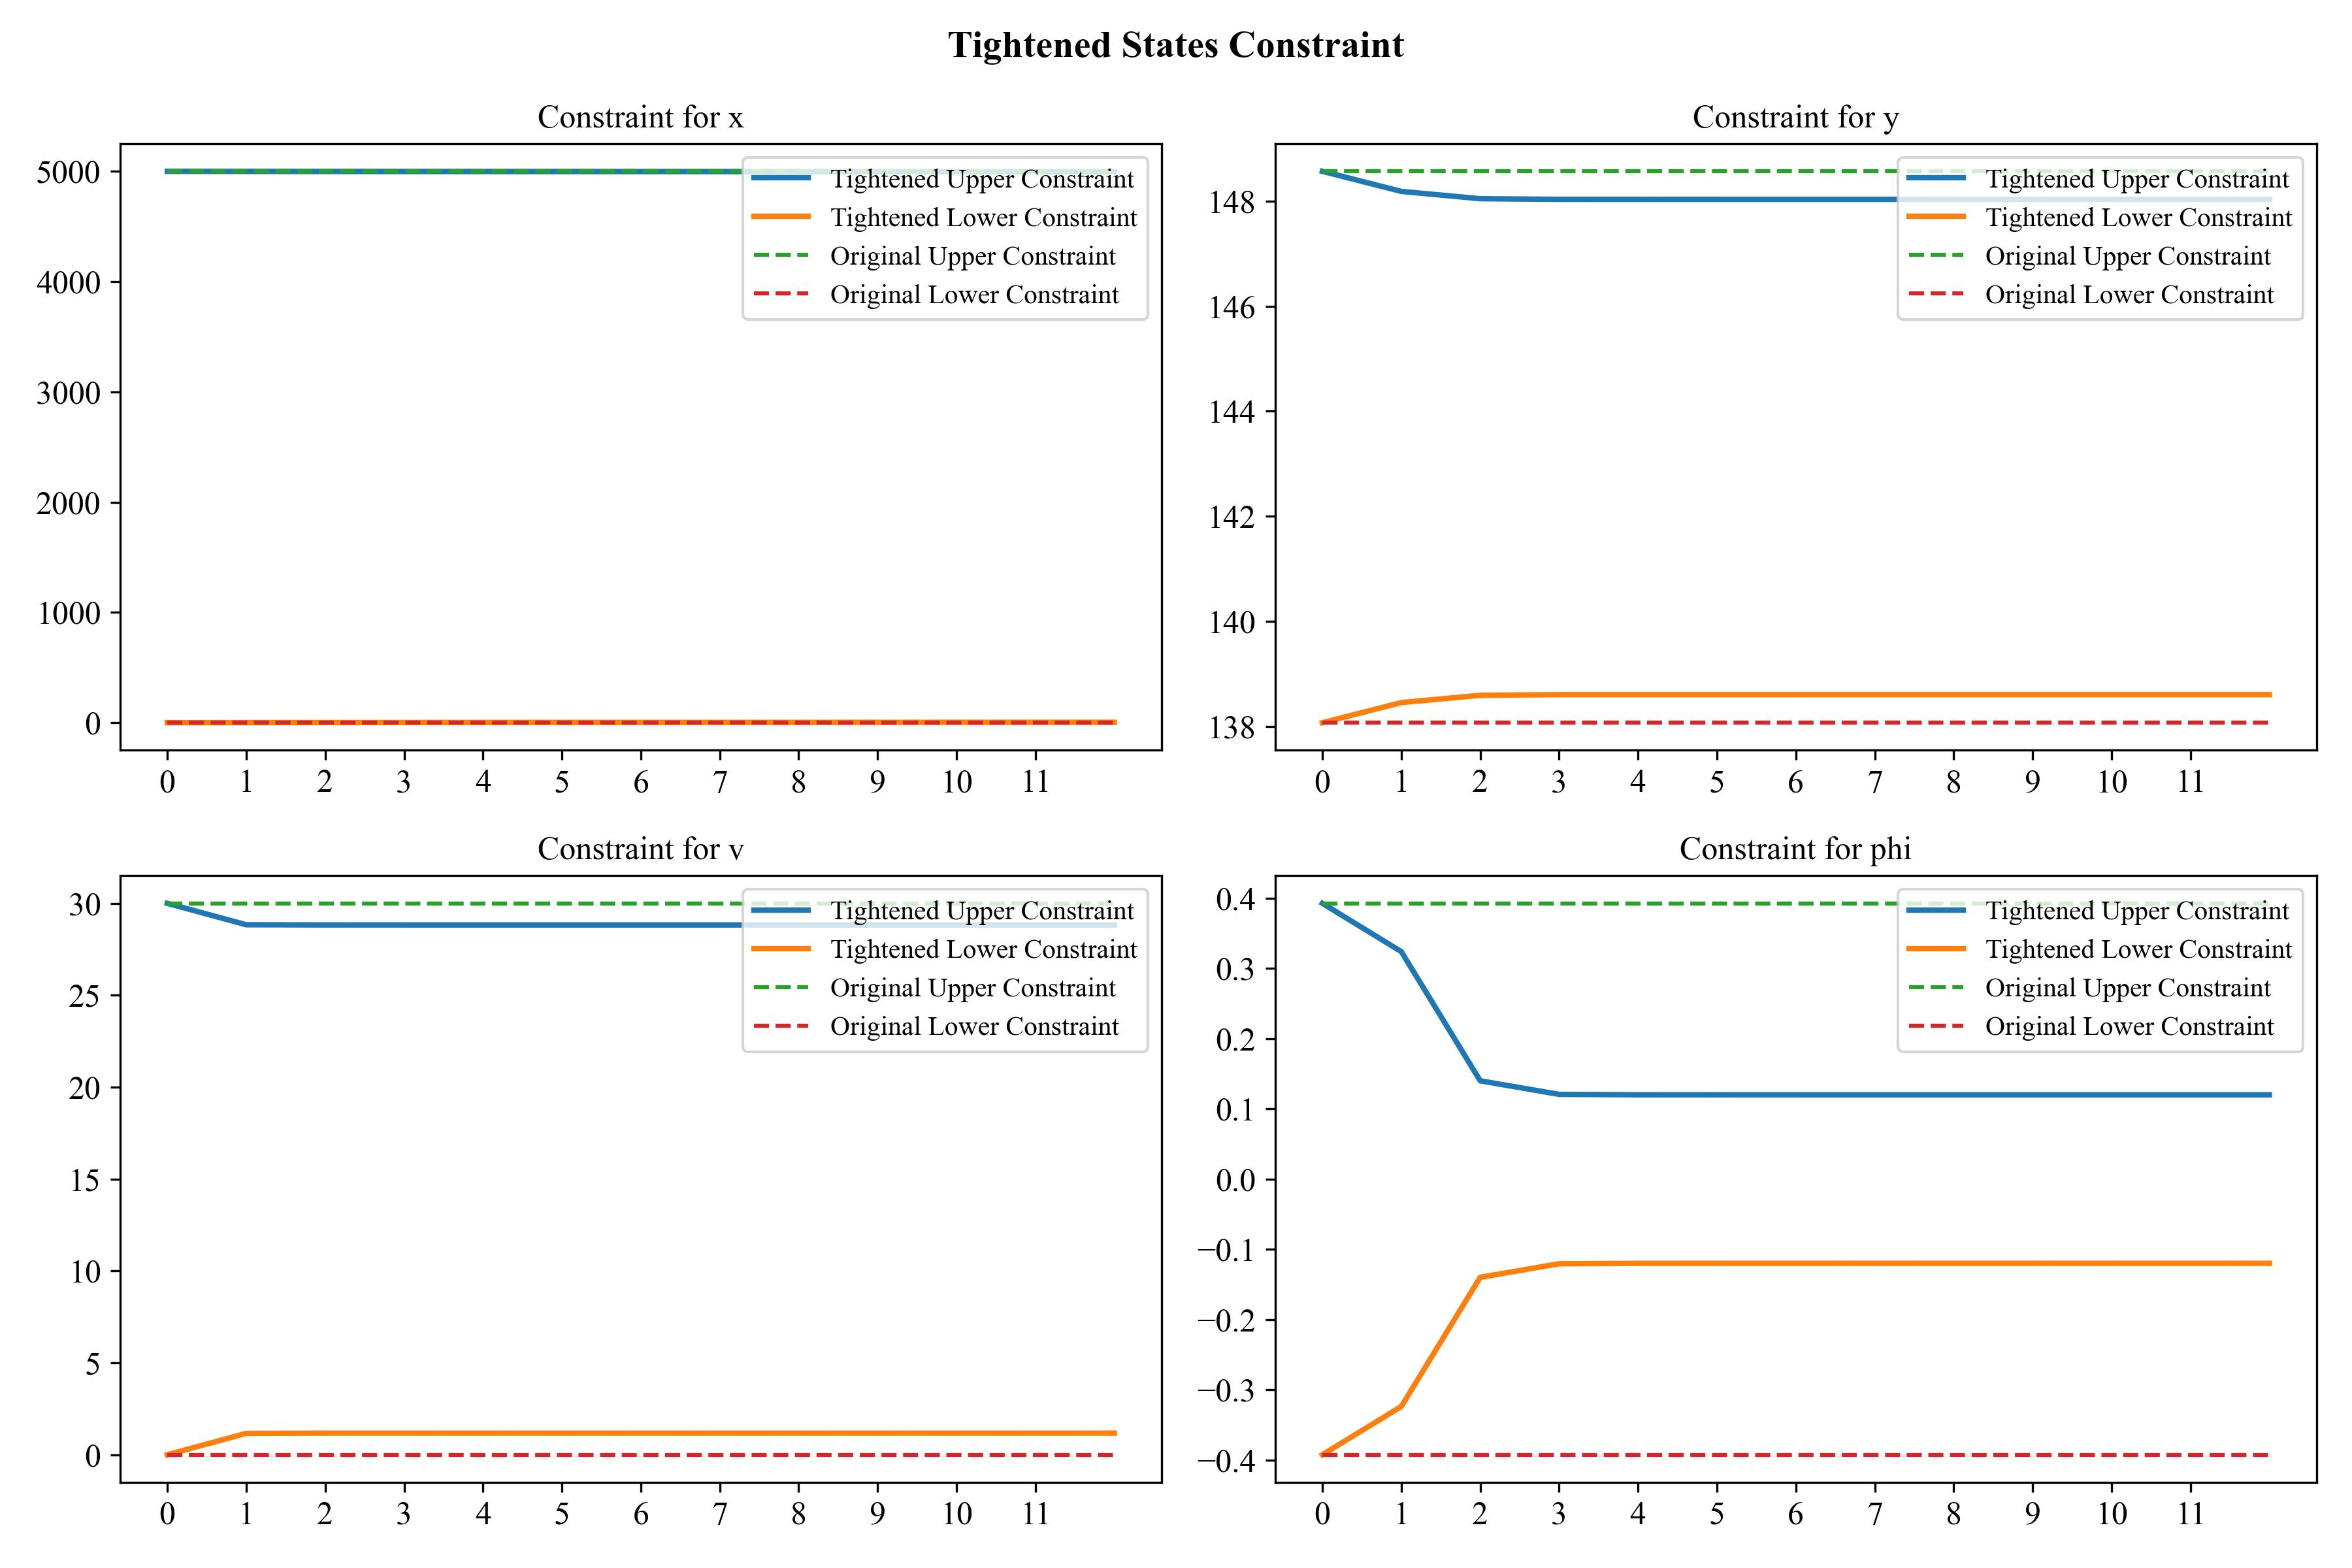 Tightened States Constraint
Constraint for x
5000
4000
3000
2000
1000
0
0 1 2 3 4 5 6 7 8 9 10 11
Tightened Upper Constraint
Tightened Lower Constraint
Original Upper Constraint
Original Lower Constraint
Constraint for y
148
146
144
142
140
138
0 1 2 3 4 5 6 7 8 9 10 11
Tightened Upper Constraint
Tightened Lower Constraint
Original Upper Constraint
Original Lower Constraint
Constraint for v
30
25
20
15
10
5
0
0 1 2 3 4 5 6 7 8 9 10 11
Tightened Upper Constraint
Tightened Lower Constraint
Original Upper Constraint
Original Lower Constraint
Constraint for phi
0.4
0.3
0.2
0.1
0.0
−0.1
−0.2
−0.3
−0.4
0 1 2 3 4 5 6 7 8 9 10 11
Tightened Upper Constraint
Tightened Lower Constraint
Original Upper Constraint
Original Lower Constraint